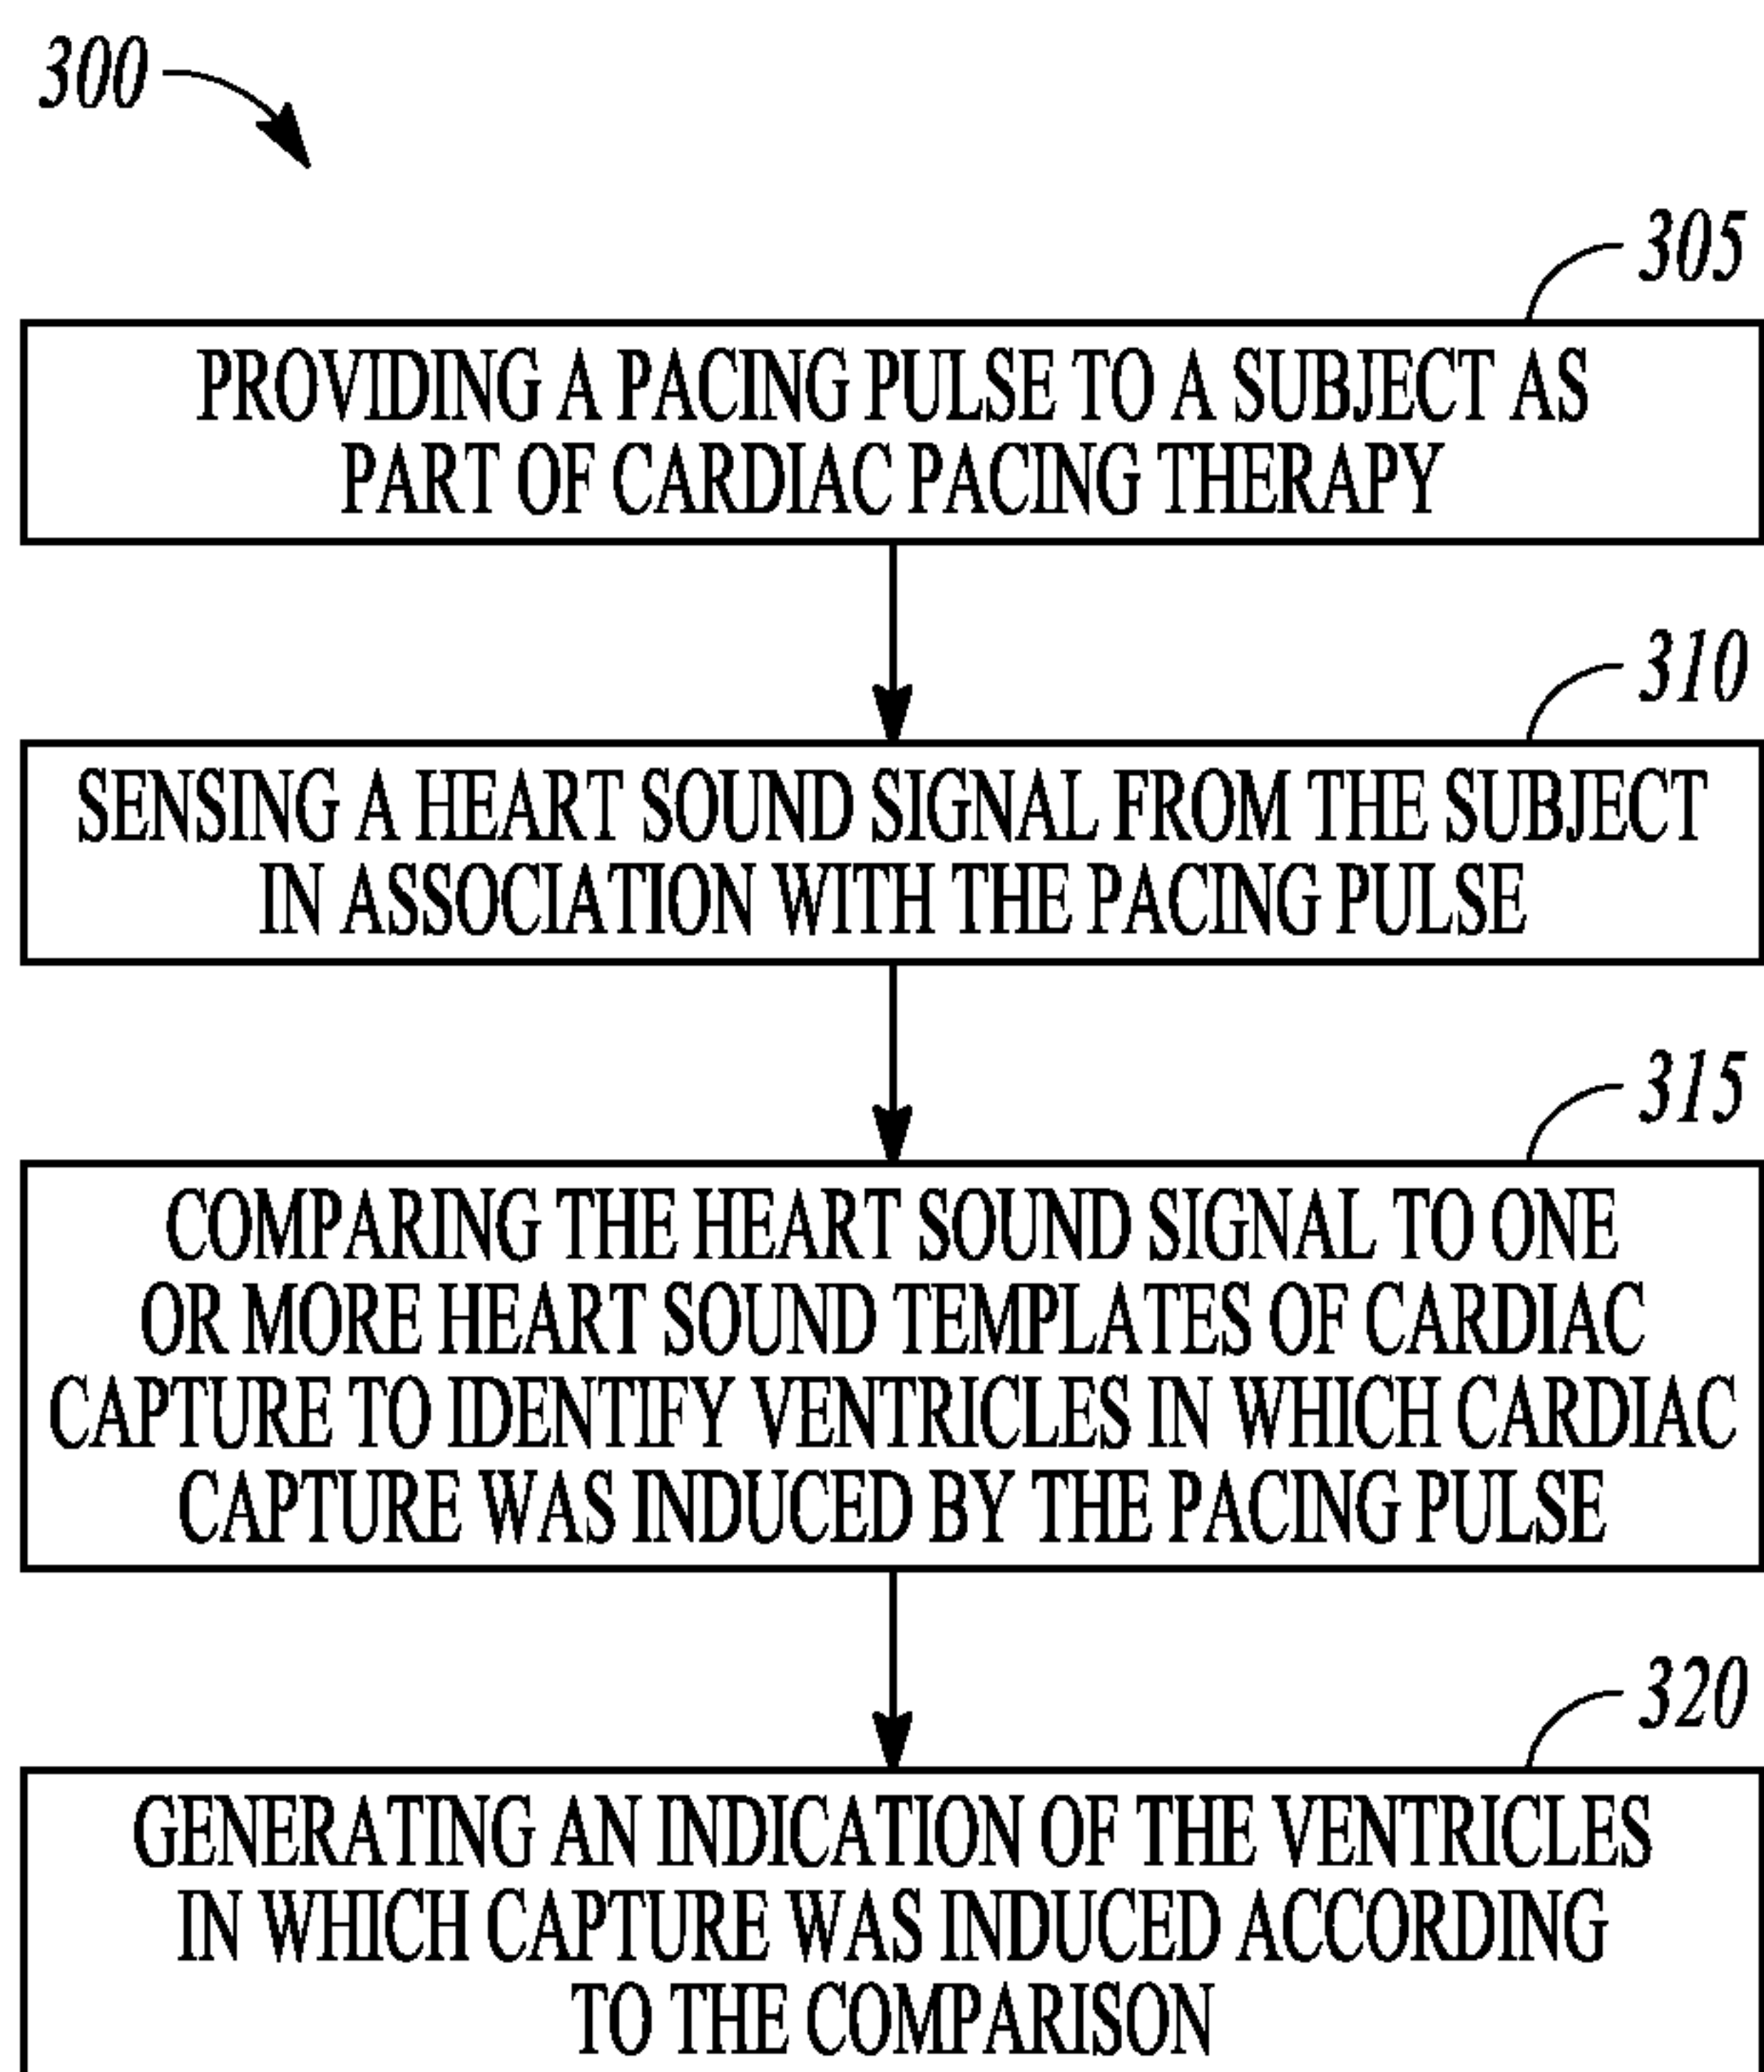 300
305
PROVIDING A PACING PULSE TO A SUBJECT AS
PART OF CARDIAC PACING THERAPY
310
SENSING A HEART SOUND SIGNAL FROM THE SUBJECT
IN ASSOCIATION WITH THE PACING PULSE
315
COMPARING THE HEART SOUND SIGNAL TO ONE
OR MORE HEART SOUND TEMPLATES OF CARDIAC
CAPTURE TO IDENTIFY VENTRICLES IN WHICH CARDIAC
CAPTURE WAS INDUCED BY THE PACING PULSE
320
GENERATING AN INDICATION OF THE VENTRICLES
IN WHICH CAPTURE WAS INDUCED ACCORDING
TO THE COMPARISON